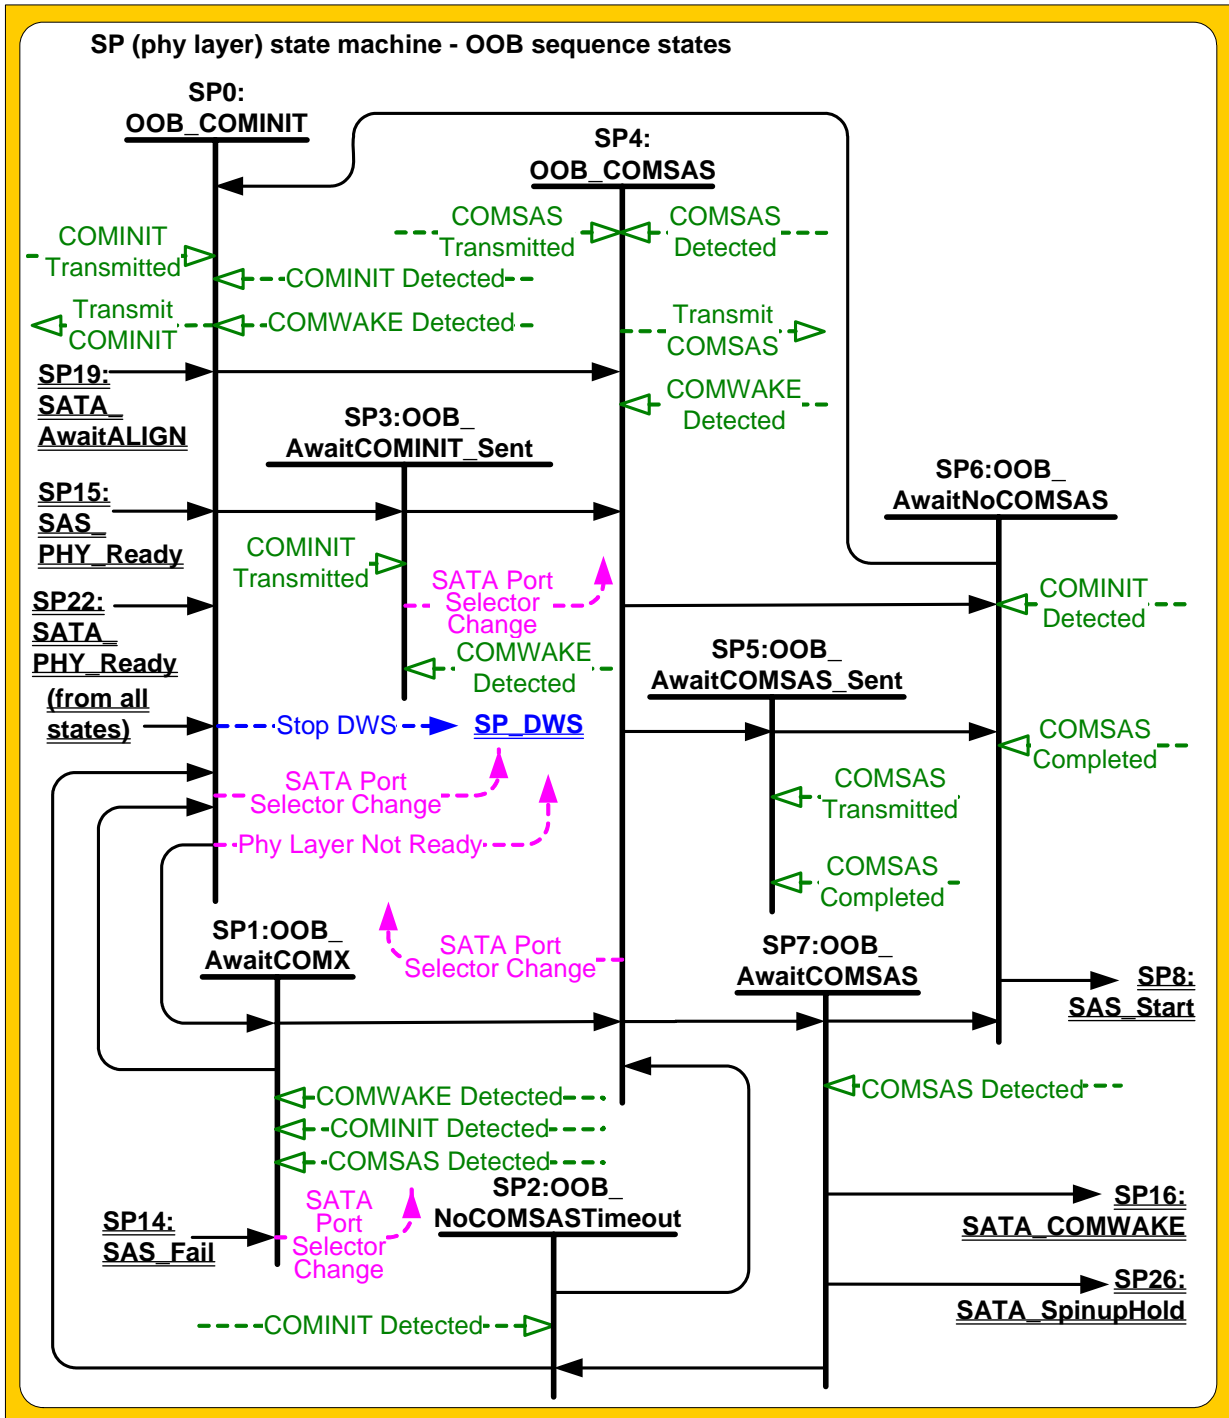 SP (phy layer) state machine - OOB sequence states
SP0:
OOB_COMINIT
SP4:
OOB_COMSAS
COMINIT
Transmitted
COMINIT Detected
Transmit
COMINIT
COMWAKE Detected
COMSAS
Transmitted
COMSAS
Detected
Transmit
COMSAS
COMWAKE
Detected
SP19:
SATA_
AwaitALIGN
SP3:OOB_
AwaitCOMINIT_Sent
SP6:OOB_
AwaitNoCOMSAS
SP15:
SAS_
PHY_Ready
COMINIT
Transmitted
SATA Port
Selector
Change
COMWAKE
Detected
COMINIT
Detected
SP22:
SATA_
PHY_Ready
(from all
states)
SP5:OOB_
AwaitCOMSAS_Sent
Stop DWS
SP_DWS
COMSAS
Completed
SATA Port
Selector Change
COMSAS
Transmitted
Phy Layer Not Ready
COMSAS
Completed
SP1:OOB_
AwaitCOMX
SATA Port
Selector Change
SP7:OOB_
AwaitCOMSAS
SP8:
SAS_Start
COMWAKE Detected
COMINIT Detected
COMSAS Detected
COMSAS Detected
SP2:OOB_
NoCOMSASTimeout
SATA
Port
Selector
Change
SP14:
SAS_Fail
SP16:
SATA_COMWAKE
SP26:
SATA_SpinupHold
COMINIT Detected